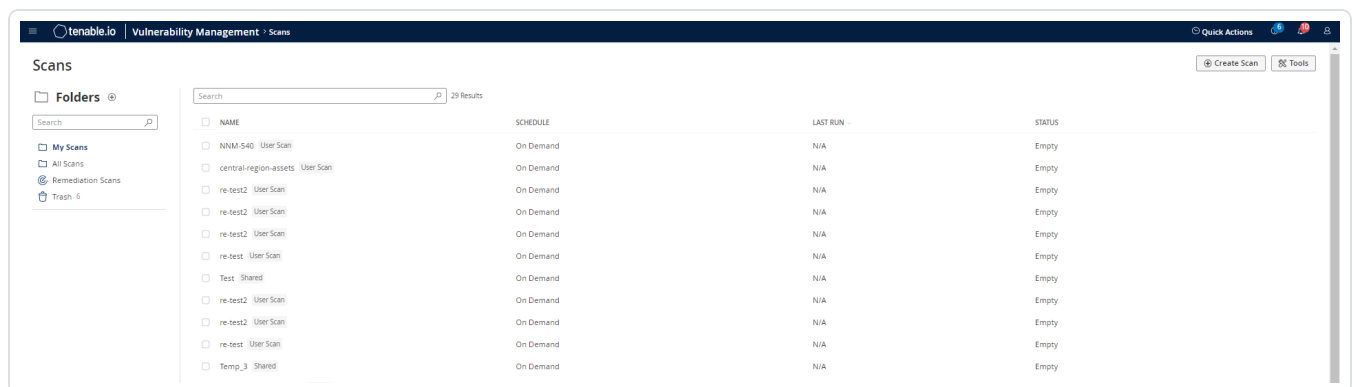 tenable.io Vulnerability Management > Scans Quick Actions 6 10
Scans
Create Scan Tools
Folders
Search
My Scans
All Scans
Remediation Scans
Trash 6
Search 29 Results
NAME SCHEDULE LAST RUN STATUS
NNM-540 User Scan On Demand N/A Empty
central-region-assets User Scan On Demand N/A Empty
re-test2 User Scan On Demand N/A Empty
re-test2 User Scan On Demand N/A Empty
re-test2 User Scan On Demand N/A Empty
re-test User Scan On Demand N/A Empty
Test Shared On Demand N/A Empty
re-test2 User Scan On Demand N/A Empty
re-test2 User Scan On Demand N/A Empty
re-test User Scan On Demand N/A Empty
Temp_3 Shared On Demand N/A Empty